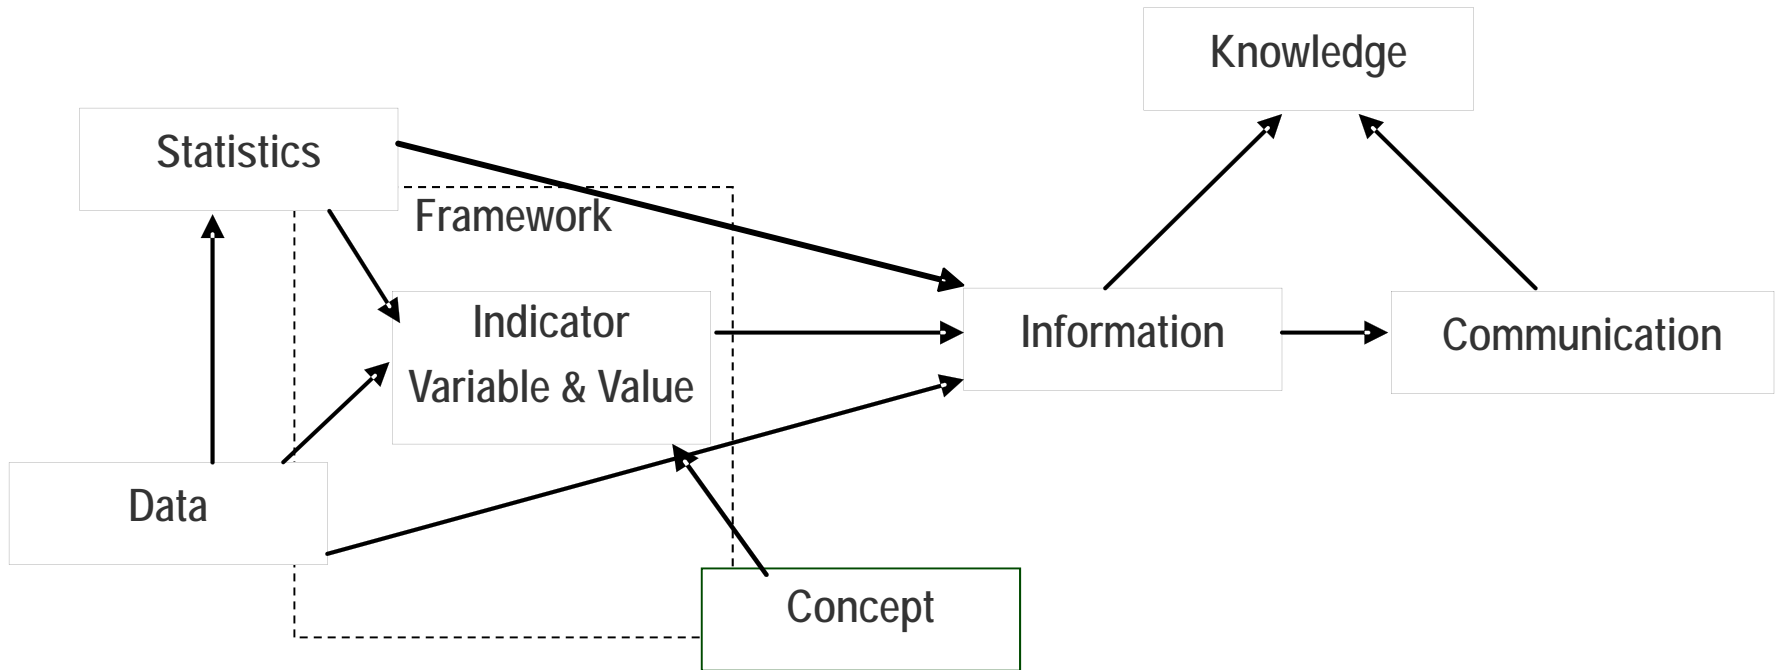 Knowledge
Statistics
Framework
Indicator
Variable & Value
Information
Communication
Data
Concept